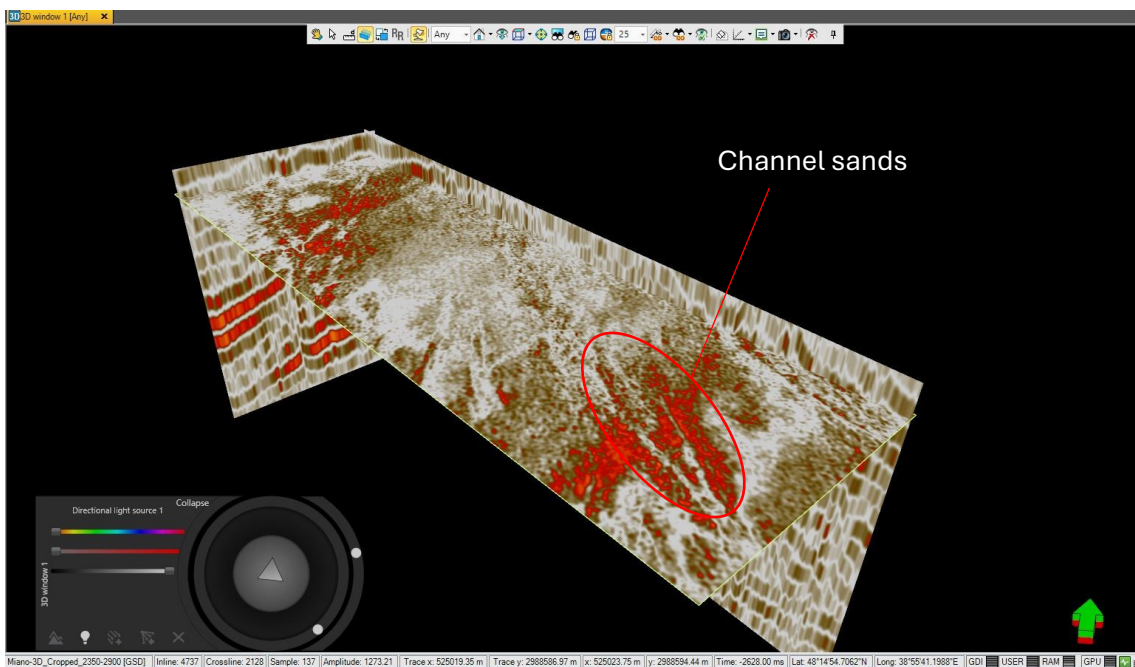 3D 3D window 1 [Any]
RR Any 25
Channel sands
Collapse
Directional light source 1
3D window 1
Miano-3D_Cropped_2350-2900 [GSD] Inline: 4737 Crossline: 2128 Sample: 137 Amplitude: 1273.21 Trace x: 525019.35 m Trace y: 2988586.97 m x: 525023.75 m y: 2988594.44 m Time: -2628.00 ms Lat: 48°14'54.7062"N Long: 38°55'41.1988"E GDI USER RAM GPU